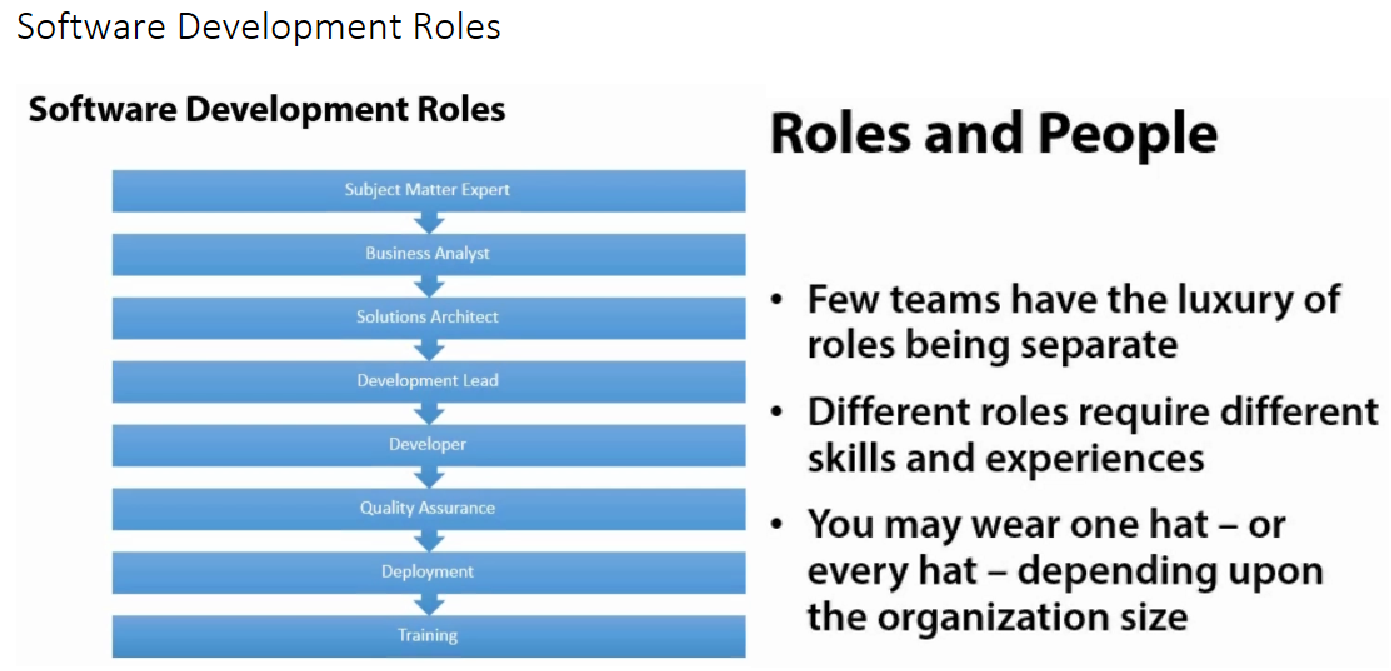 Software Development Roles
Software Development Roles
Subject Matter Expert
Business Analyst
Solutions Architect
Development Lead
Developer
Quality Assurance
Deployment
Training
Roles and People
• Few teams have the luxury of
roles being separate
• Different roles require different
skills and experiences
• You may wear one hat – or
every hat – depending upon
the organization size